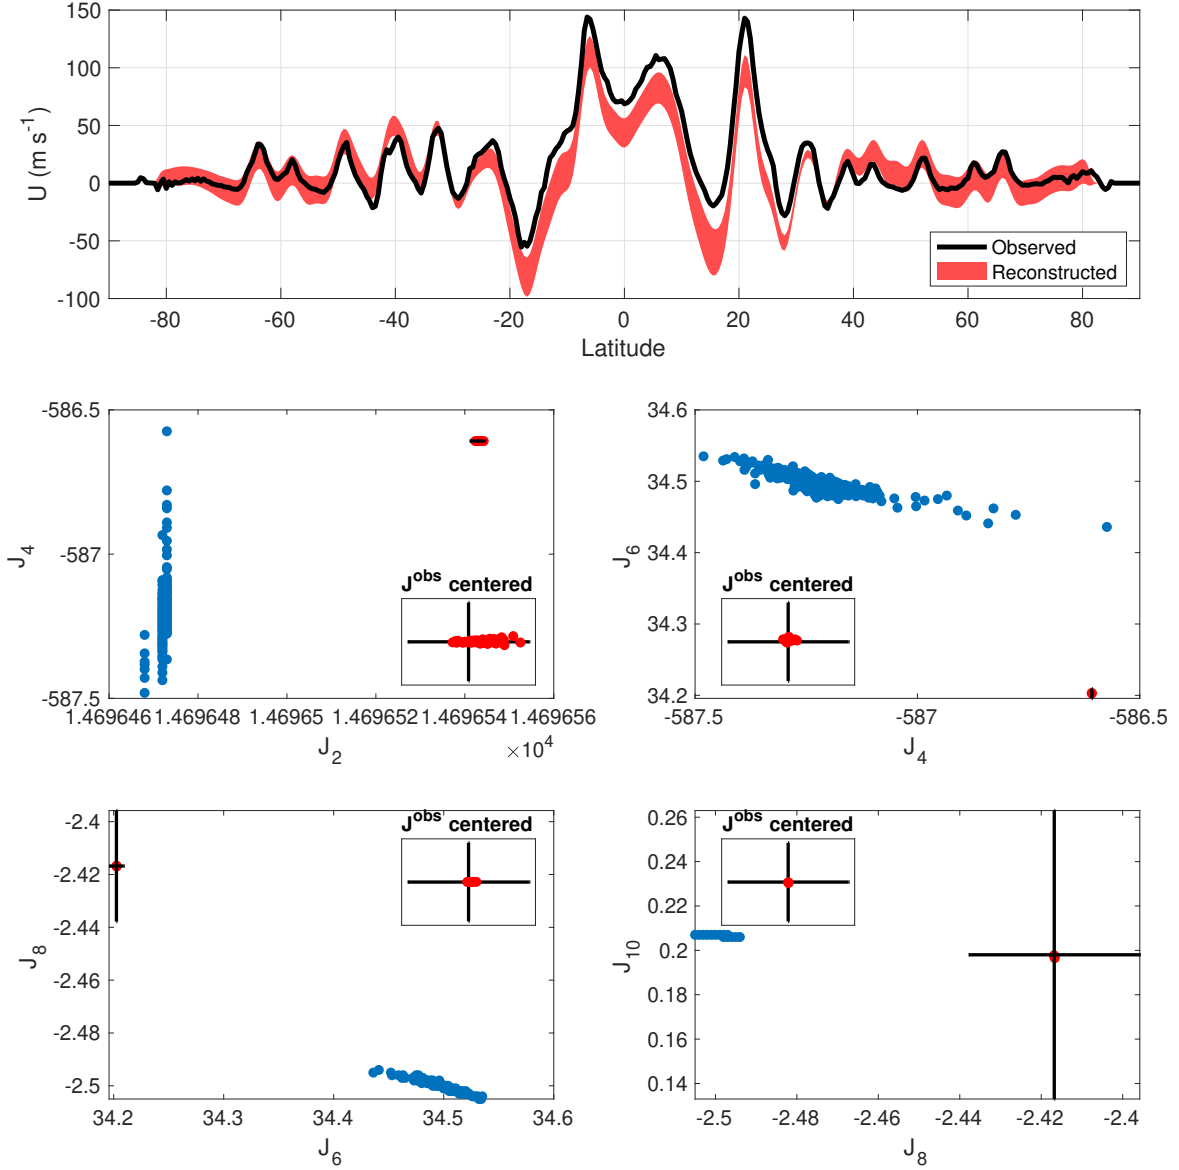 150
100
50
0
-50
-100
U (m s-1)
-80 -60 -40 -20 0 20 40 60 80
Latitude
Observed
Reconstructed
-586.5
-587
-587.5
J4
Jobs centered
1.469646 1.469648 1.46965 1.469652 1.469654 1.469656
J2
×104
34.6
34.5
34.4
34.3
34.2
J6
Jobs centered
-587.5 -587 -586.5
J4
-2.4
-2.42
-2.44
-2.46
-2.48
-2.5
J8
Jobs centered
34.2 34.3 34.4 34.5 34.6
J6
0.26
0.24
0.22
0.2
0.18
0.16
0.14
J10
Jobs centered
-2.5 -2.48 -2.46 -2.44 -2.42 -2.4
J8